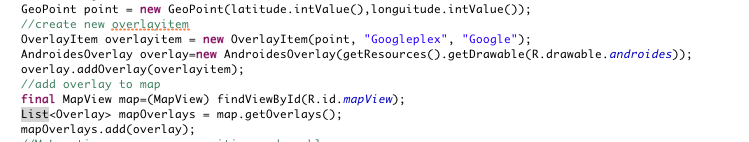 GeoPoint point = new GeoPoint(latitude.intValue(),longuitude.intValue());
//create new overlayitem
OverlayItem overlayitem = new OverlayItem(point, "Googleplex", "Google");
AndroidesOverlay overlay=new AndroidesOverlay(getResources().getDrawable(R.drawable.androides));
overlay.addOverlay(overlayitem);
//add overlay to map
final MapView map=(MapView) findViewById(R.id.mapView);
List<Overlay> mapOverlays = map.getOverlays();
mapOverlays.add(overlay);